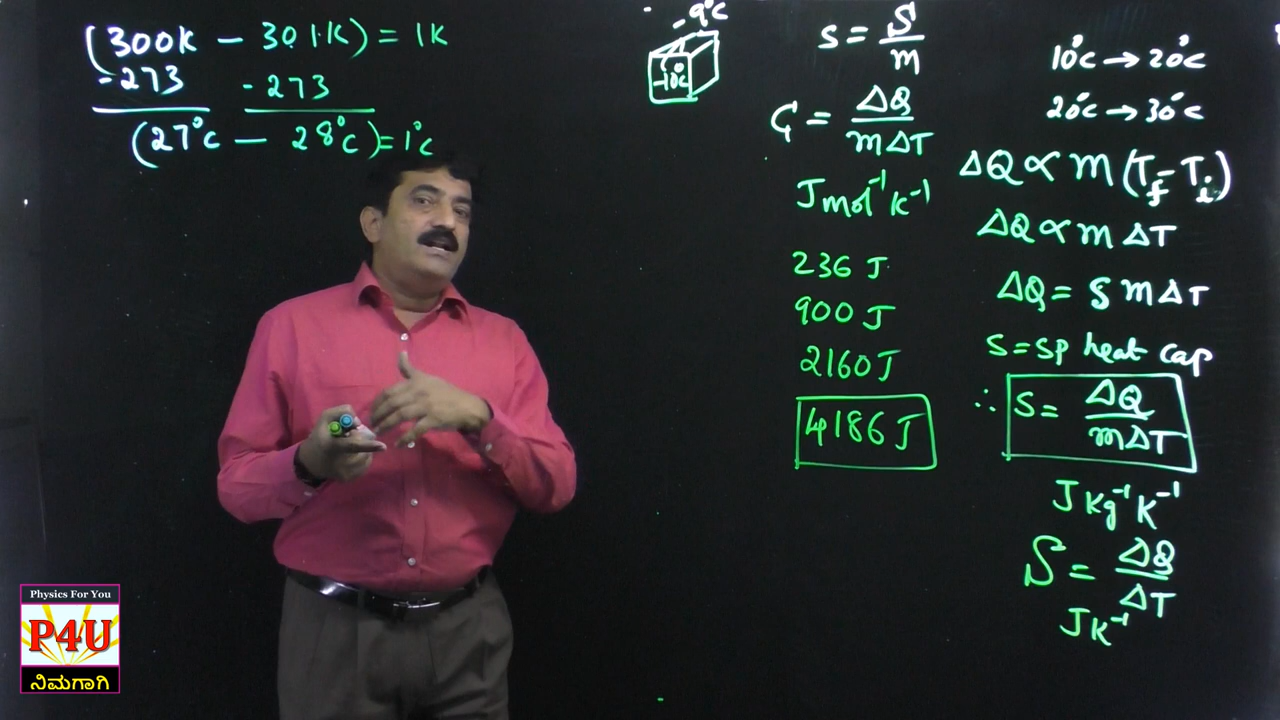 (300K – 301K) = 1K
-273 -273
(27°C – 28°C) = 1°C
-9°C
-10°C
s = S/m
Ç = ΔQ/mΔT
J mol⁻¹ K⁻¹
236 J
900 J
2160 J
4186 J
10°C → 20°C
20°C → 30°C
ΔQ ∝ m (T_f - T_i)
ΔQ ∝ m ΔT
ΔQ = S m ΔT
S = Sp heat cap
∴ S = ΔQ/mΔT
J Kg⁻¹ K⁻¹
S = ΔQ/ΔT
J K⁻¹
Physics For You
P4U
ನಿಮಗಾಗಿ